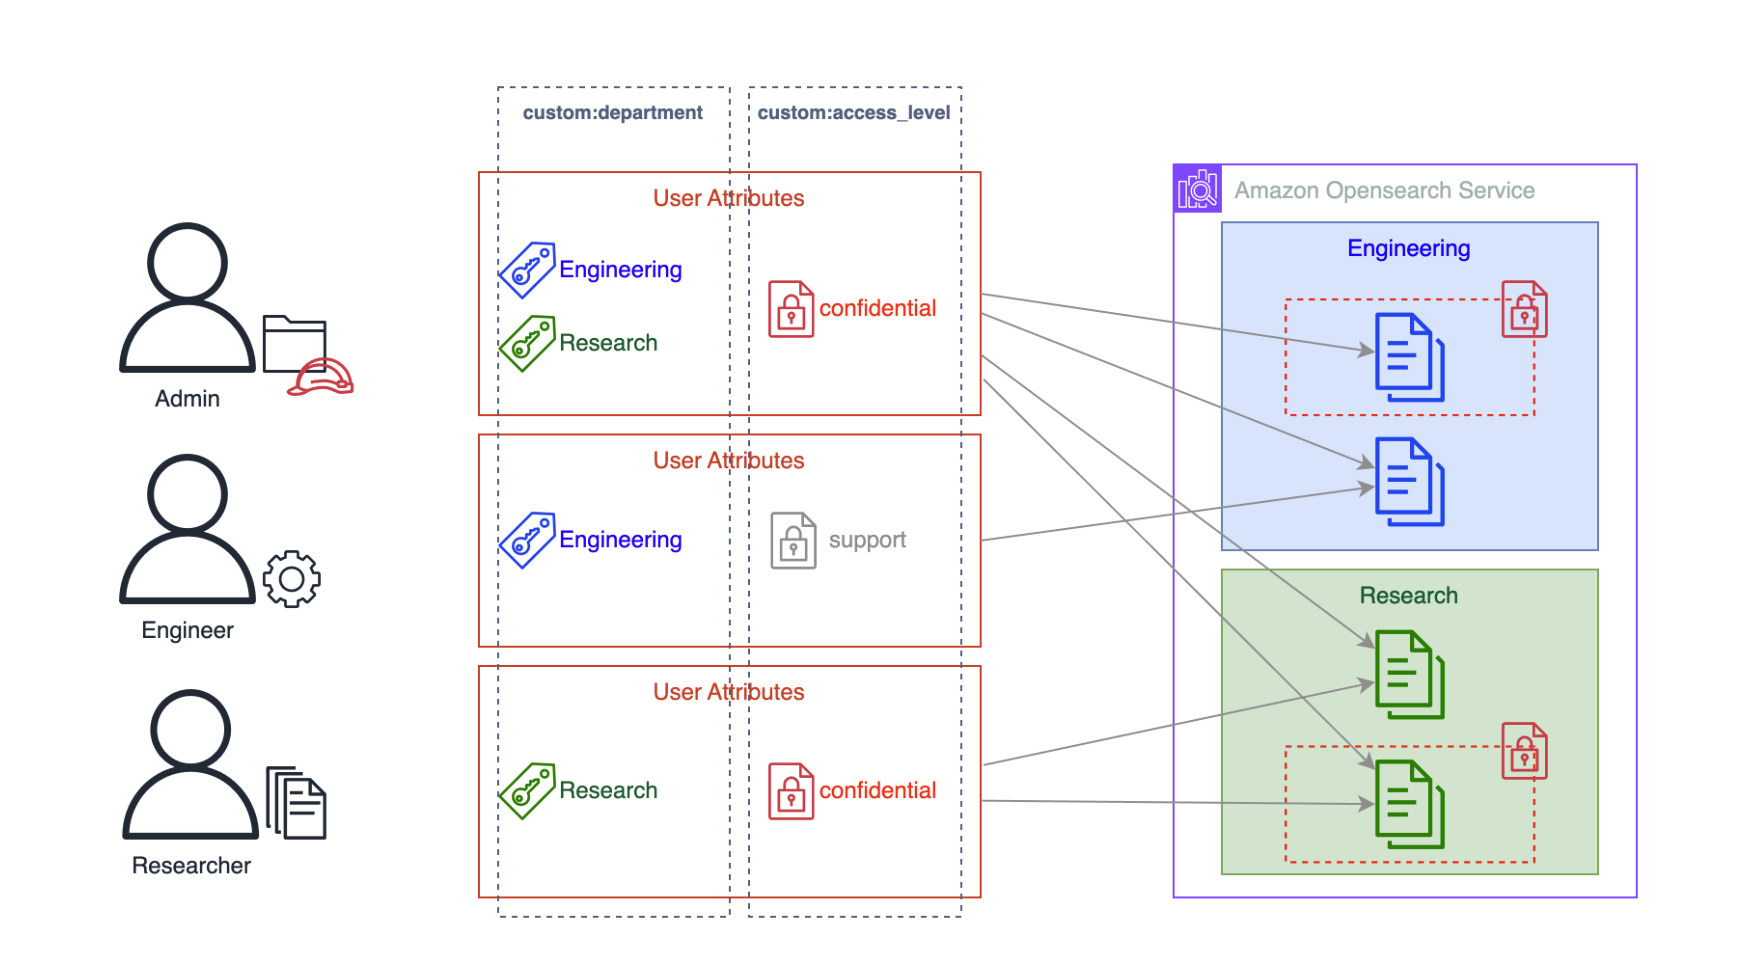 custom:department
custom:access_level
User Attributes
Engineering
Research
confidential
Admin
User Attributes
Engineering
support
Engineer
User Attributes
Research
confidential
Researcher
Amazon Opensearch Service
Engineering
Research